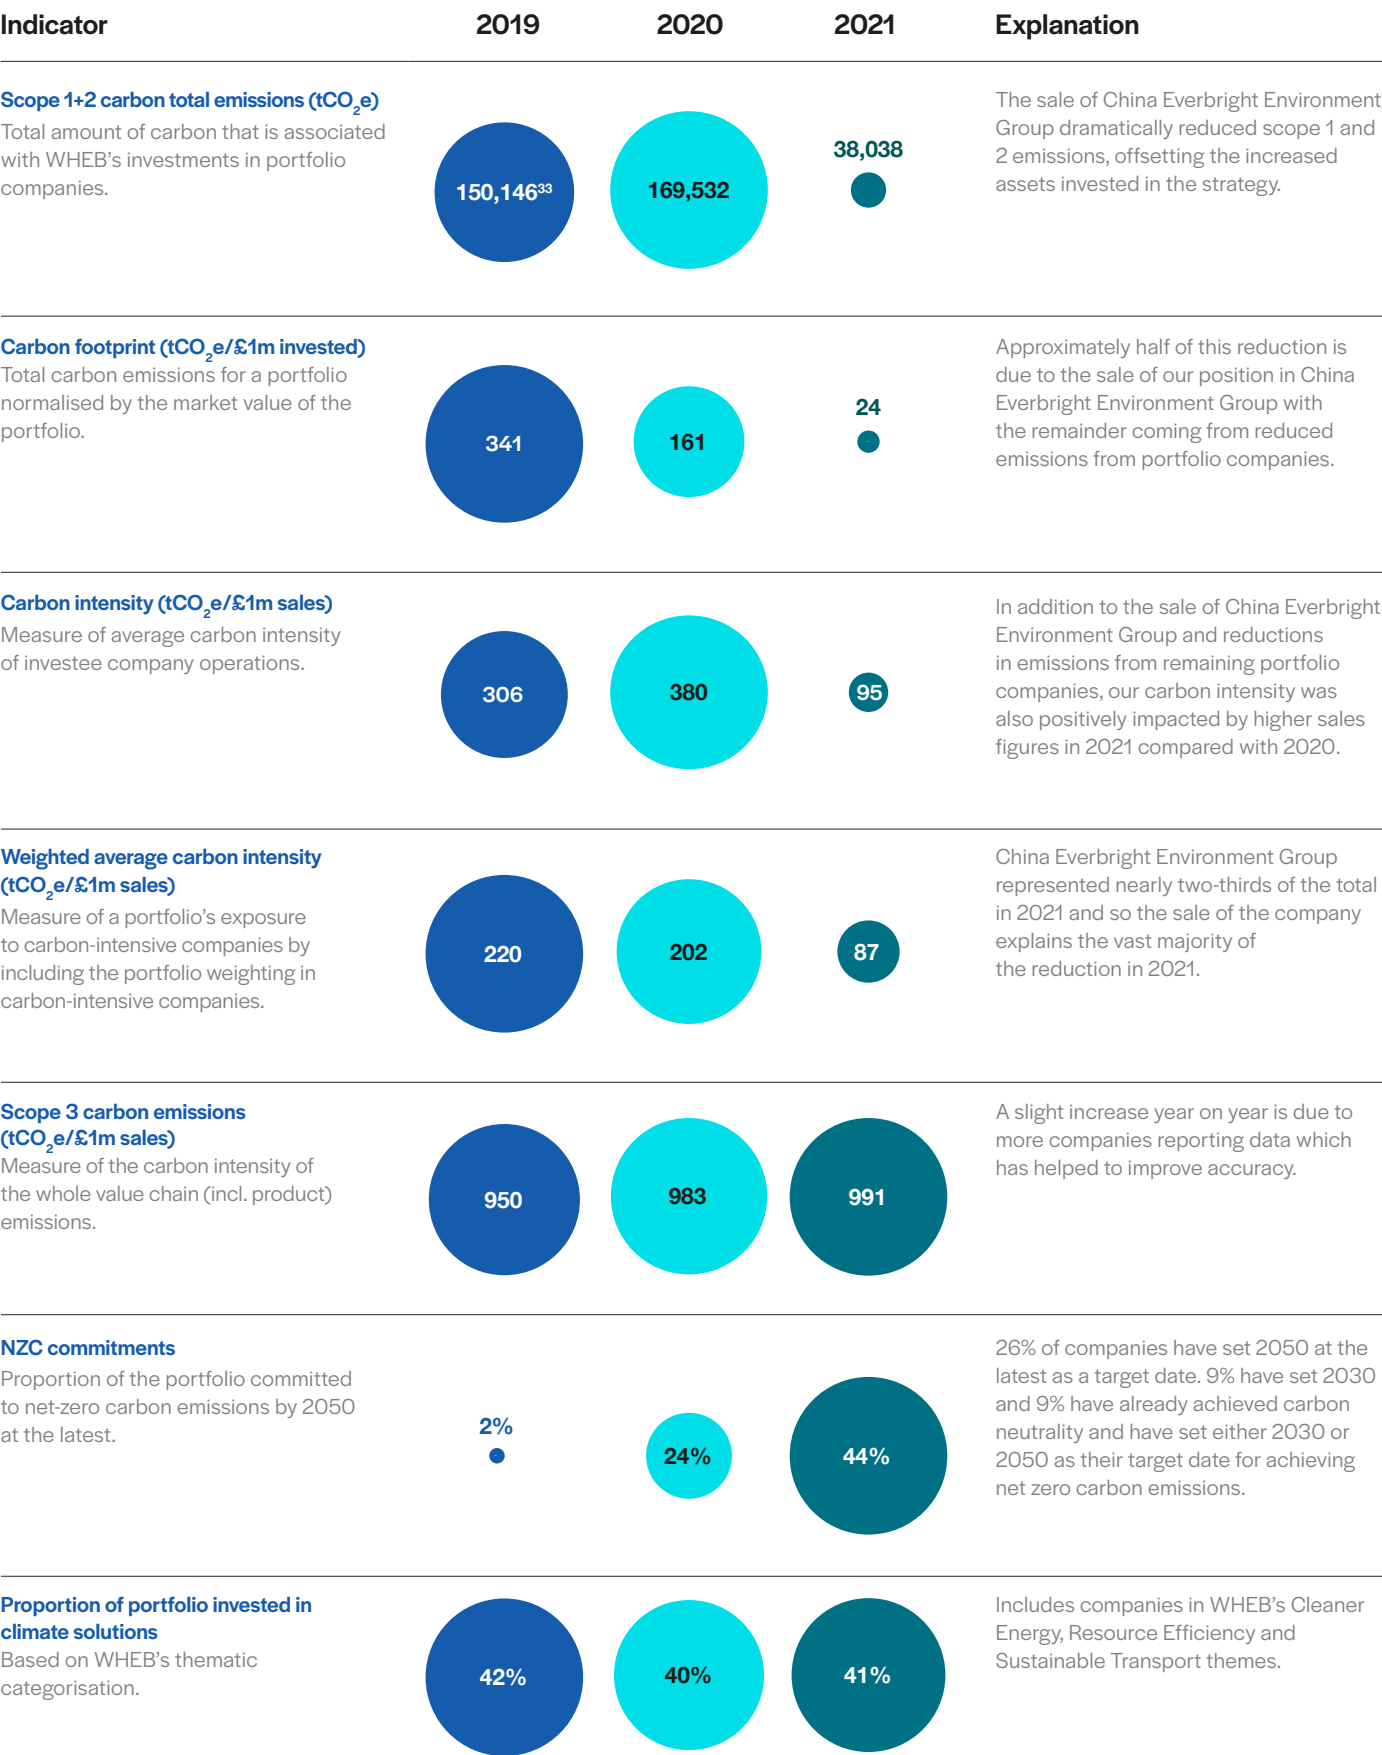 Indicator 2019 2020 2021 Explanation
Scope 1+2 carbon total emissions (tCO₂e)
Total amount of carbon that is associated
with WHEB’s investments in portfolio
companies.
150,146³³
169,532
38,038
The sale of China Everbright Environment
Group dramatically reduced scope 1 and
2 emissions, offsetting the increased
assets invested in the strategy.
Carbon footprint (tCO₂e/£1m invested)
Total carbon emissions for a portfolio
normalised by the market value of the
portfolio.
341
161
24
Approximately half of this reduction is
due to the sale of our position in China
Everbright Environment Group with
the remainder coming from reduced
emissions from portfolio companies.
Carbon intensity (tCO₂e/£1m sales)
Measure of average carbon intensity
of investee company operations.
306
380
95
In addition to the sale of China Everbright
Environment Group and reductions
in emissions from remaining portfolio
companies, our carbon intensity was
also positively impacted by higher sales
figures in 2021 compared with 2020.
Weighted average carbon intensity
(tCO₂e/£1m sales)
Measure of a portfolio’s exposure
to carbon-intensive companies by
including the portfolio weighting in
carbon-intensive companies.
220
202
87
China Everbright Environment Group
represented nearly two-thirds of the total
in 2021 and so the sale of the company
explains the vast majority of
the reduction in 2021.
Scope 3 carbon emissions
(tCO₂e/£1m sales)
Measure of the carbon intensity of
the whole value chain (incl. product)
emissions.
950
983
991
A slight increase year on year is due to
more companies reporting data which
has helped to improve accuracy.
NZC commitments
Proportion of the portfolio committed
to net-zero carbon emissions by 2050
at the latest.
2%
24%
44%
26% of companies have set 2050 at the
latest as a target date. 9% have set 2030
and 9% have already achieved carbon
neutrality and have set either 2030 or
2050 as their target date for achieving
net zero carbon emissions.
Proportion of portfolio invested in
climate solutions
Based on WHEB’s thematic
categorisation.
42%
40%
41%
Includes companies in WHEB’s Cleaner
Energy, Resource Efficiency and
Sustainable Transport themes.